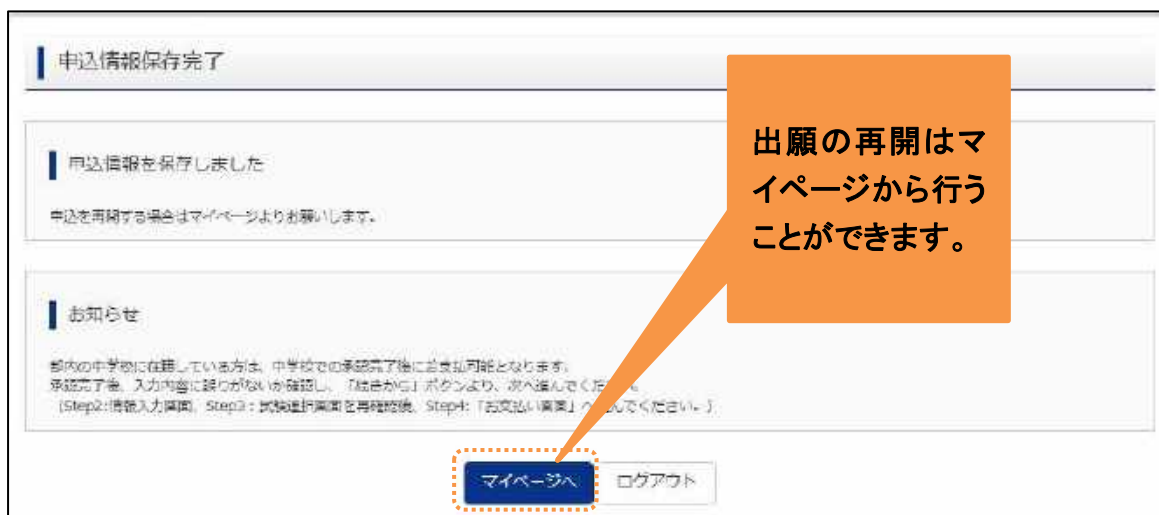 申込情報保存完了
申込情報を保存しました
申込を再開する場合はマイページよりお願いします。
出願の再開はマ
イページから行う
ことができます。
お知らせ
都内の中学校に在籍している方は、中学校での承認完了後にお支払可能となります。
承認完了後、入力内容に誤りがないか確認し、「続きから」ボタンより、次へ進んでください。
(Step2:情報入力画面、Step3:試験選択画面を再確認後、Step4:「お支払い画面」へ進んでください。)
マイページへ
ログアウト